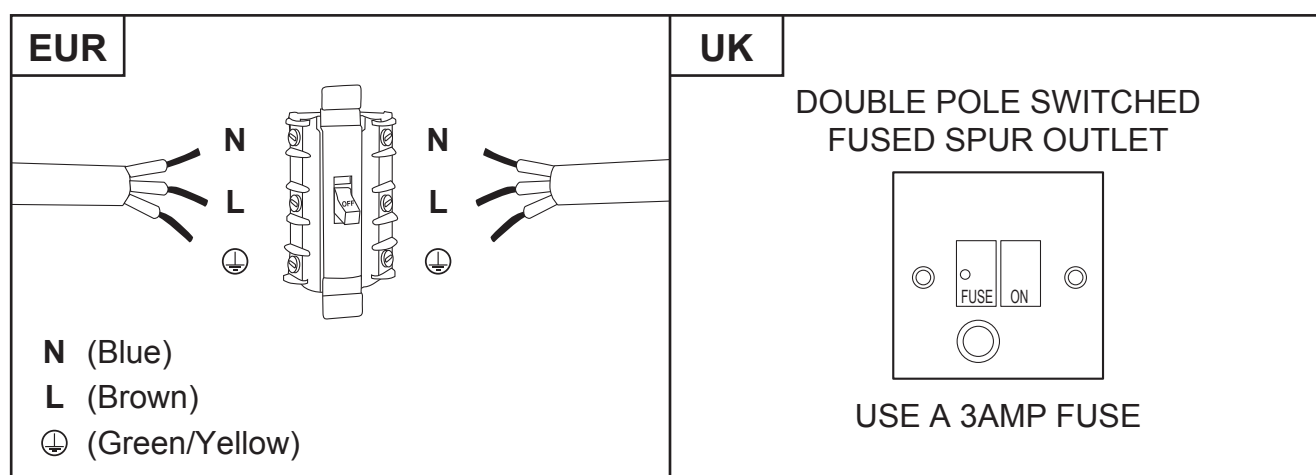 EUR
N
N
L
OFF
L
N (Blue)
L (Brown)
(Green/Yellow)
UK
DOUBLE POLE SWITCHED
FUSED SPUR OUTLET
FUSE
ON
USE A 3AMP FUSE